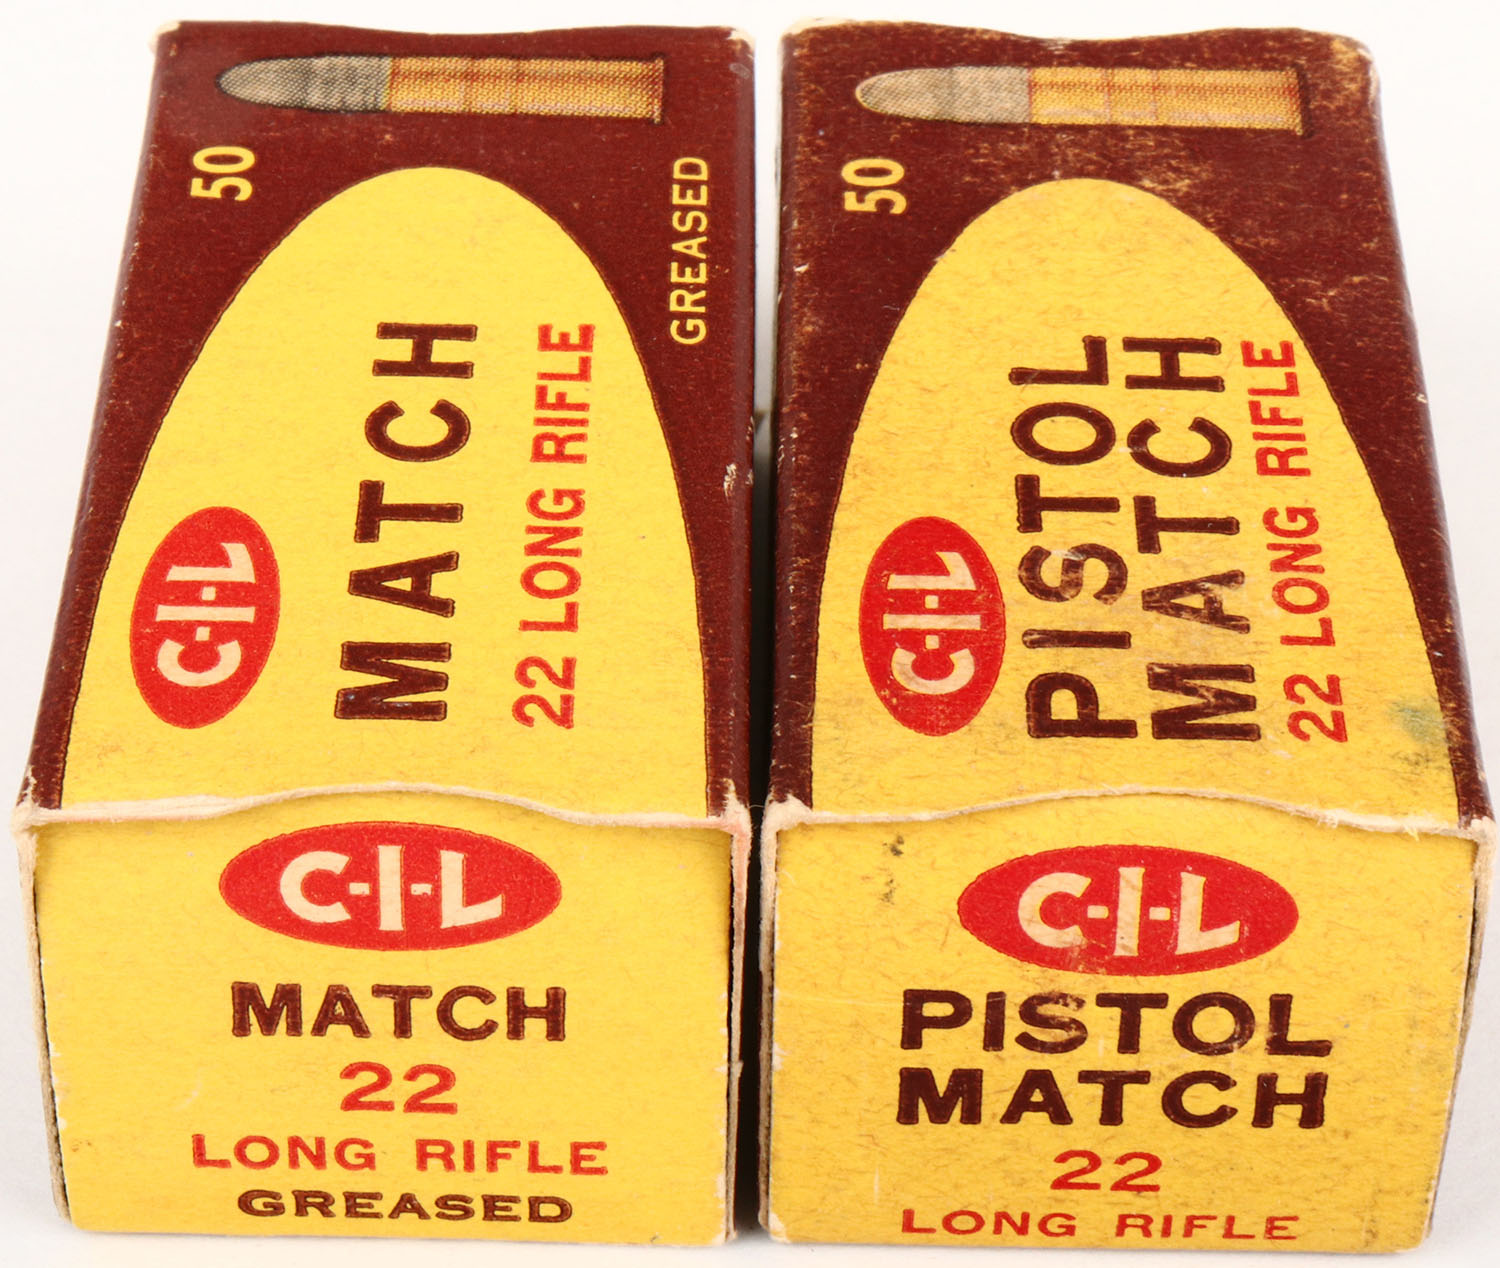 50
GREASED
C-I-L
MATCH
22 LONG RIFLE
C-I-L
MATCH
22
LONG RIFLE
GREASED
50
C-I-L
PISTOL
MATCH
22 LONG RIFLE
C-I-L
PISTOL
MATCH
22
LONG RIFLE